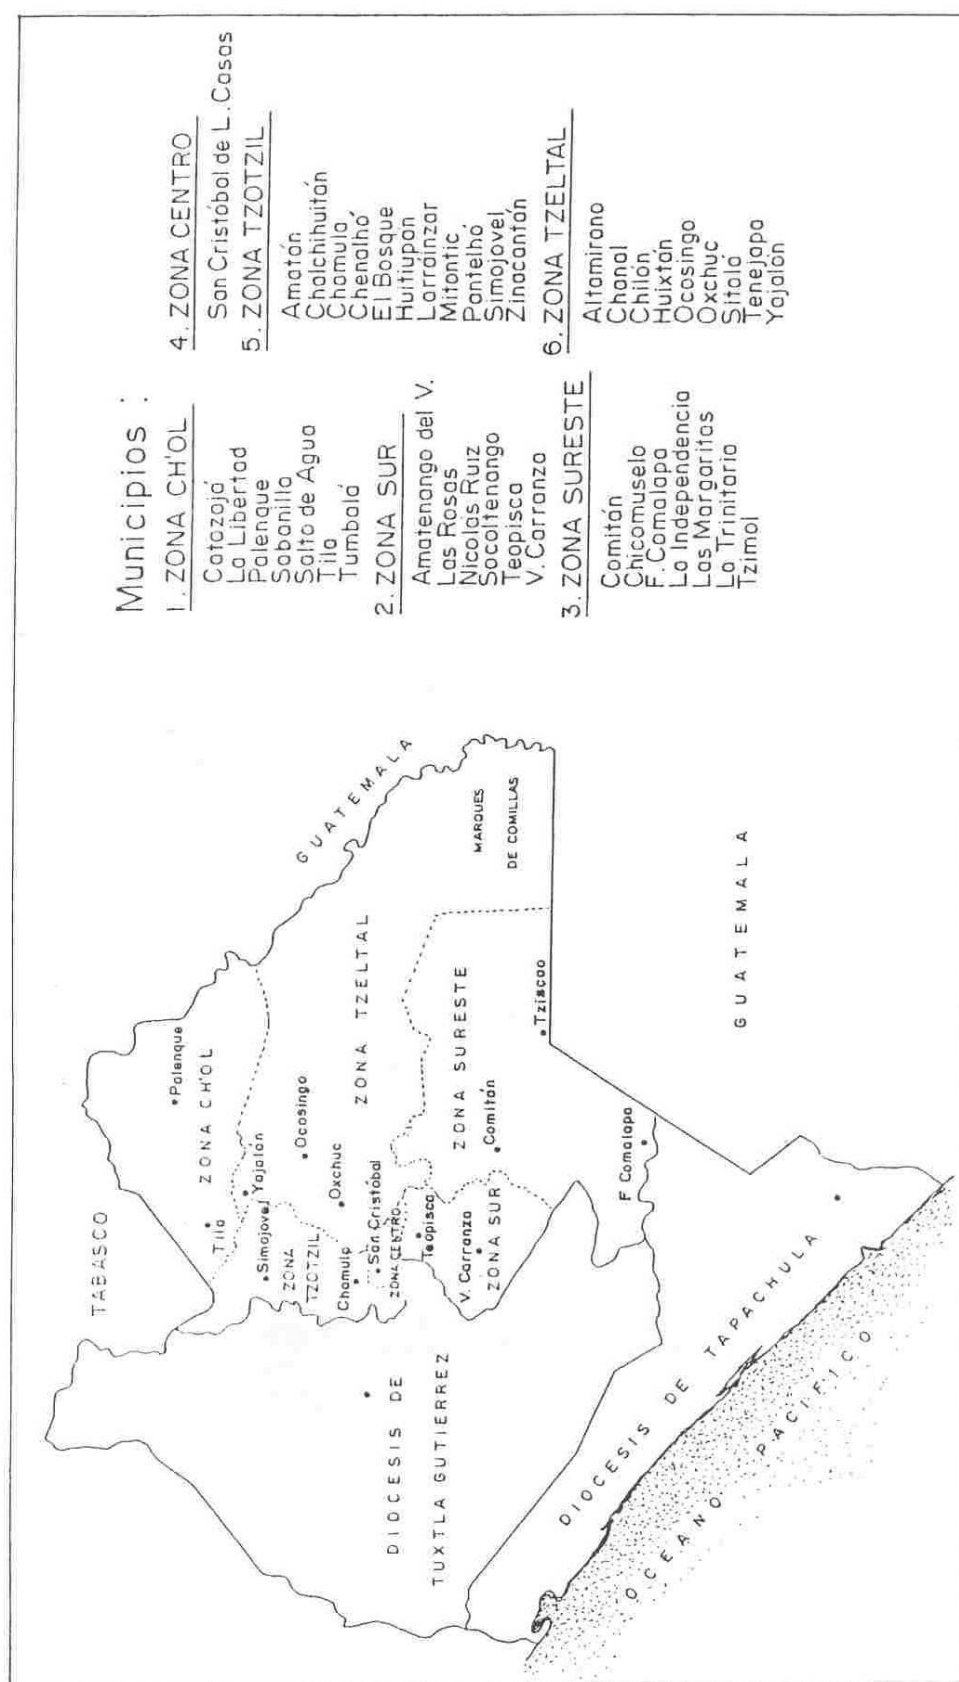 TABASCO
GUATEMALA
Palenque
ZONA CH'OL
Tila
Yajalón
Simojovel
ZONA
TZOTZIL
Ocosingo
Oxchuc
ZONA TZELTAL
Chamula
San Cristóbal
ZONA CENTRO
Teopisca
V. Carranza
ZONA SUR
ZONA SURESTE
Comitán
Tziscao
MARQUES
DE COMILLAS
F Comalapa
GUATEMALA
DIOCESIS DE
TUXTLA GUTIERREZ
DIOCESIS DE TAPACHULA
OCEANO PACIFICO
Municipios :
1. ZONA CH'OL
Catazajá
La Libertad
Palenque
Sabanilla
Salto de Agua
Tila
Tumbalá
2. ZONA SUR
Amatenango del V.
Las Rosas
Nicolas Ruiz
Socoltenango
Teopisca
V. Carranza
3. ZONA SURESTE
Comitán
Chicomuselo
F. Comalapa
La Independencia
Las Margaritas
La Trinitaria
Tzimol
4. ZONA CENTRO
San Cristóbal de L. Casas
5. ZONA TZOTZIL
Amatán
Chalchihuitán
Chamula
Chenalhó
El Bosque
Huitiupan
Larráinzar
Mitontic
Pantelhó
Simojovel
Zinacantán
6. ZONA TZELTAL
Altamirano
Chanal
Chilón
Huixtán
Ocosingo
Oxchuc
Sitalá
Tenejapa
Yajalón